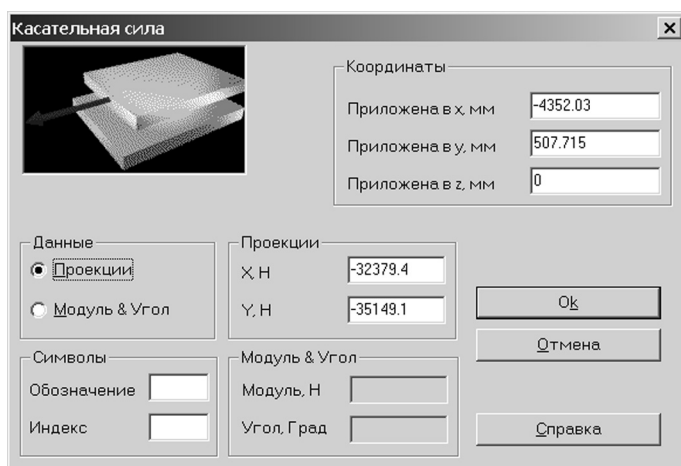 Касательная сила
Координаты
Приложена в x, мм -4352.03
Приложена в y, мм 507.715
Приложена в z, мм 0
Данные
Проекции
Модуль & Угол
Проекции
X, Н -32379.4
Y, Н -35149.1
Ok
Отмена
Справка
Символы
Обозначение
Индекс
Модуль & Угол
Модуль, Н
Угол, Град